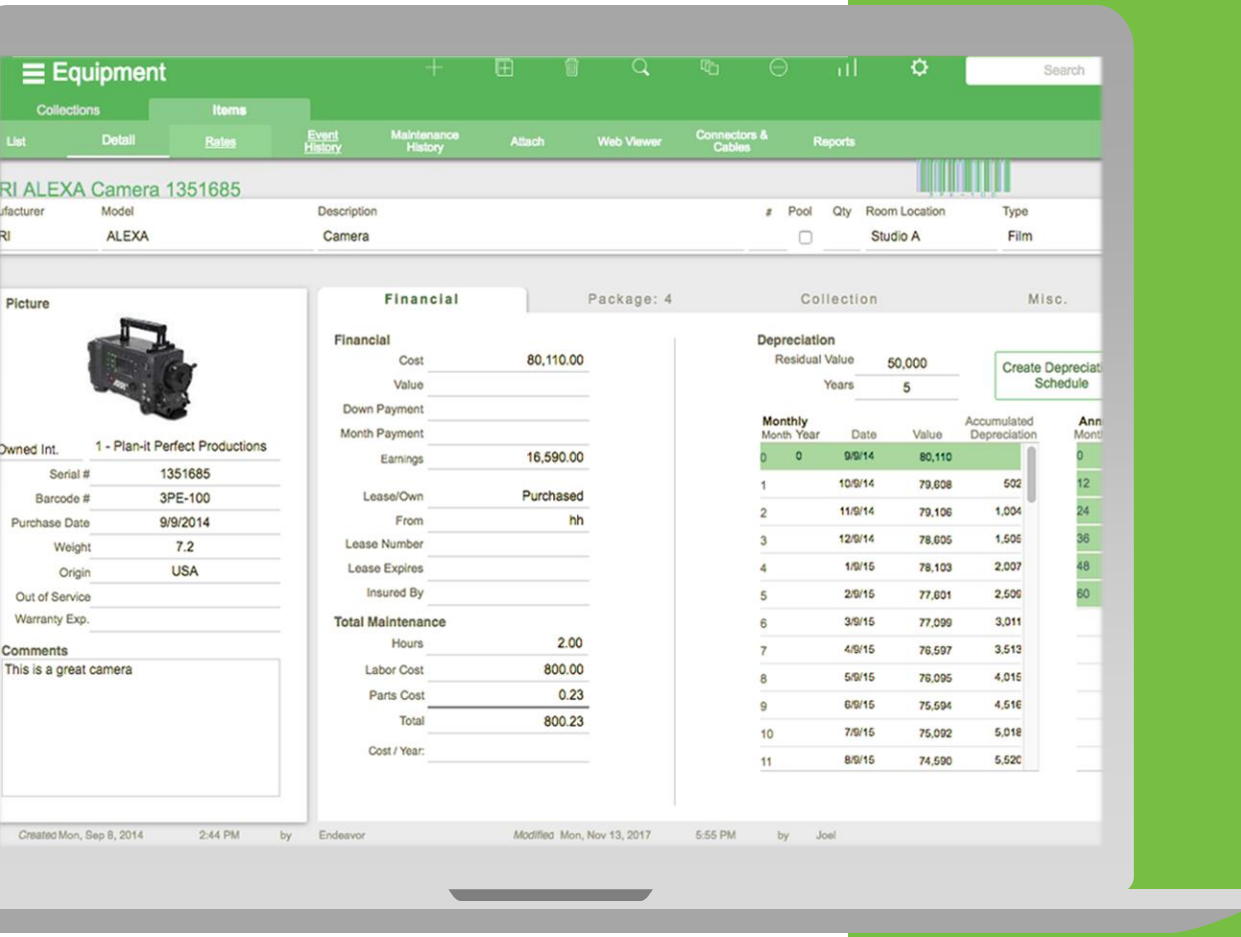 Equipment
Search
Collections Items
List Detail Rates Event History Maintenance History Attach Web Viewer Connectors & Cables Reports
RI ALEXA Camera 1351685
3PE-100
ufacturer Model Description # Pool Qty Room Location Type
RI ALEXA Camera Studio A Film
Picture
Owned Int. 1 - Plan-it Perfect Productions
Serial # 1351685
Barcode # 3PE-100
Purchase Date 9/9/2014
Weight 7.2
Origin USA
Out of Service
Warranty Exp.
Comments
This is a great camera
Financial Package: 4 Collection Misc.
Financial
Cost 80,110.00
Value
Down Payment
Month Payment
Earnings 16,590.00
Lease/Own Purchased
From hh
Lease Number
Lease Expires
Insured By
Total Maintenance
Hours 2.00
Labor Cost 800.00
Parts Cost 0.23
Total 800.23
Cost / Year:
Depreciation
Residual Value 50,000
Years 5
Create Depreciati
Schedule
Monthly
Month Year Date Value Accumulated Depreciation
0 0 9/9/14 80,110
1 10/9/14 79,608 502
2 11/9/14 79,106 1,004
3 12/9/14 78,605 1,505
4 1/9/15 78,103 2,007
5 2/9/15 77,601 2,509
6 3/9/15 77,099 3,011
7 4/9/15 76,597 3,513
8 5/9/15 76,095 4,015
9 6/9/15 75,594 4,516
10 7/9/15 75,092 5,018
11 8/9/15 74,590 5,520
Ann
Mont
0
12
24
36
48
60
Created Mon, Sep 8, 2014 2:44 PM by Endeavor Modified Mon, Nov 13, 2017 5:55 PM by Joel